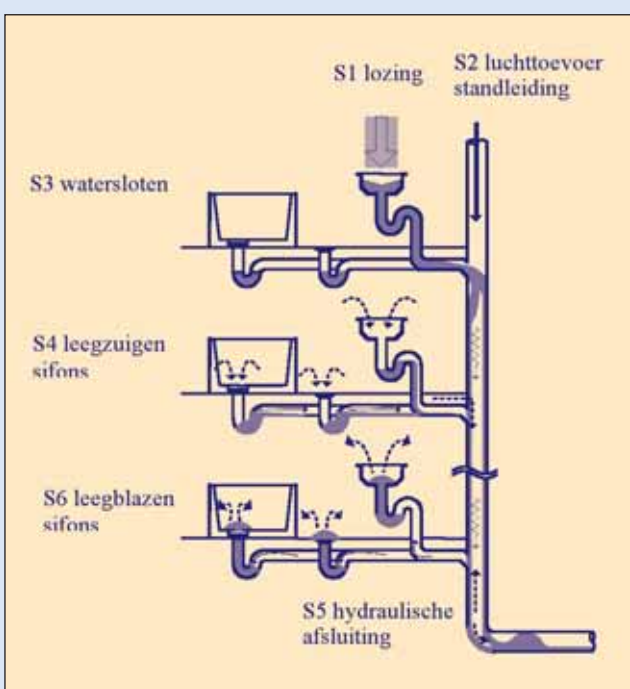 S1 lozing
S2 luchttoevoer
standleiding
S3 watersloten
S4 leegzuigen
sifons
S6 leegblazen
sifons
S5 hydraulische
afsluiting